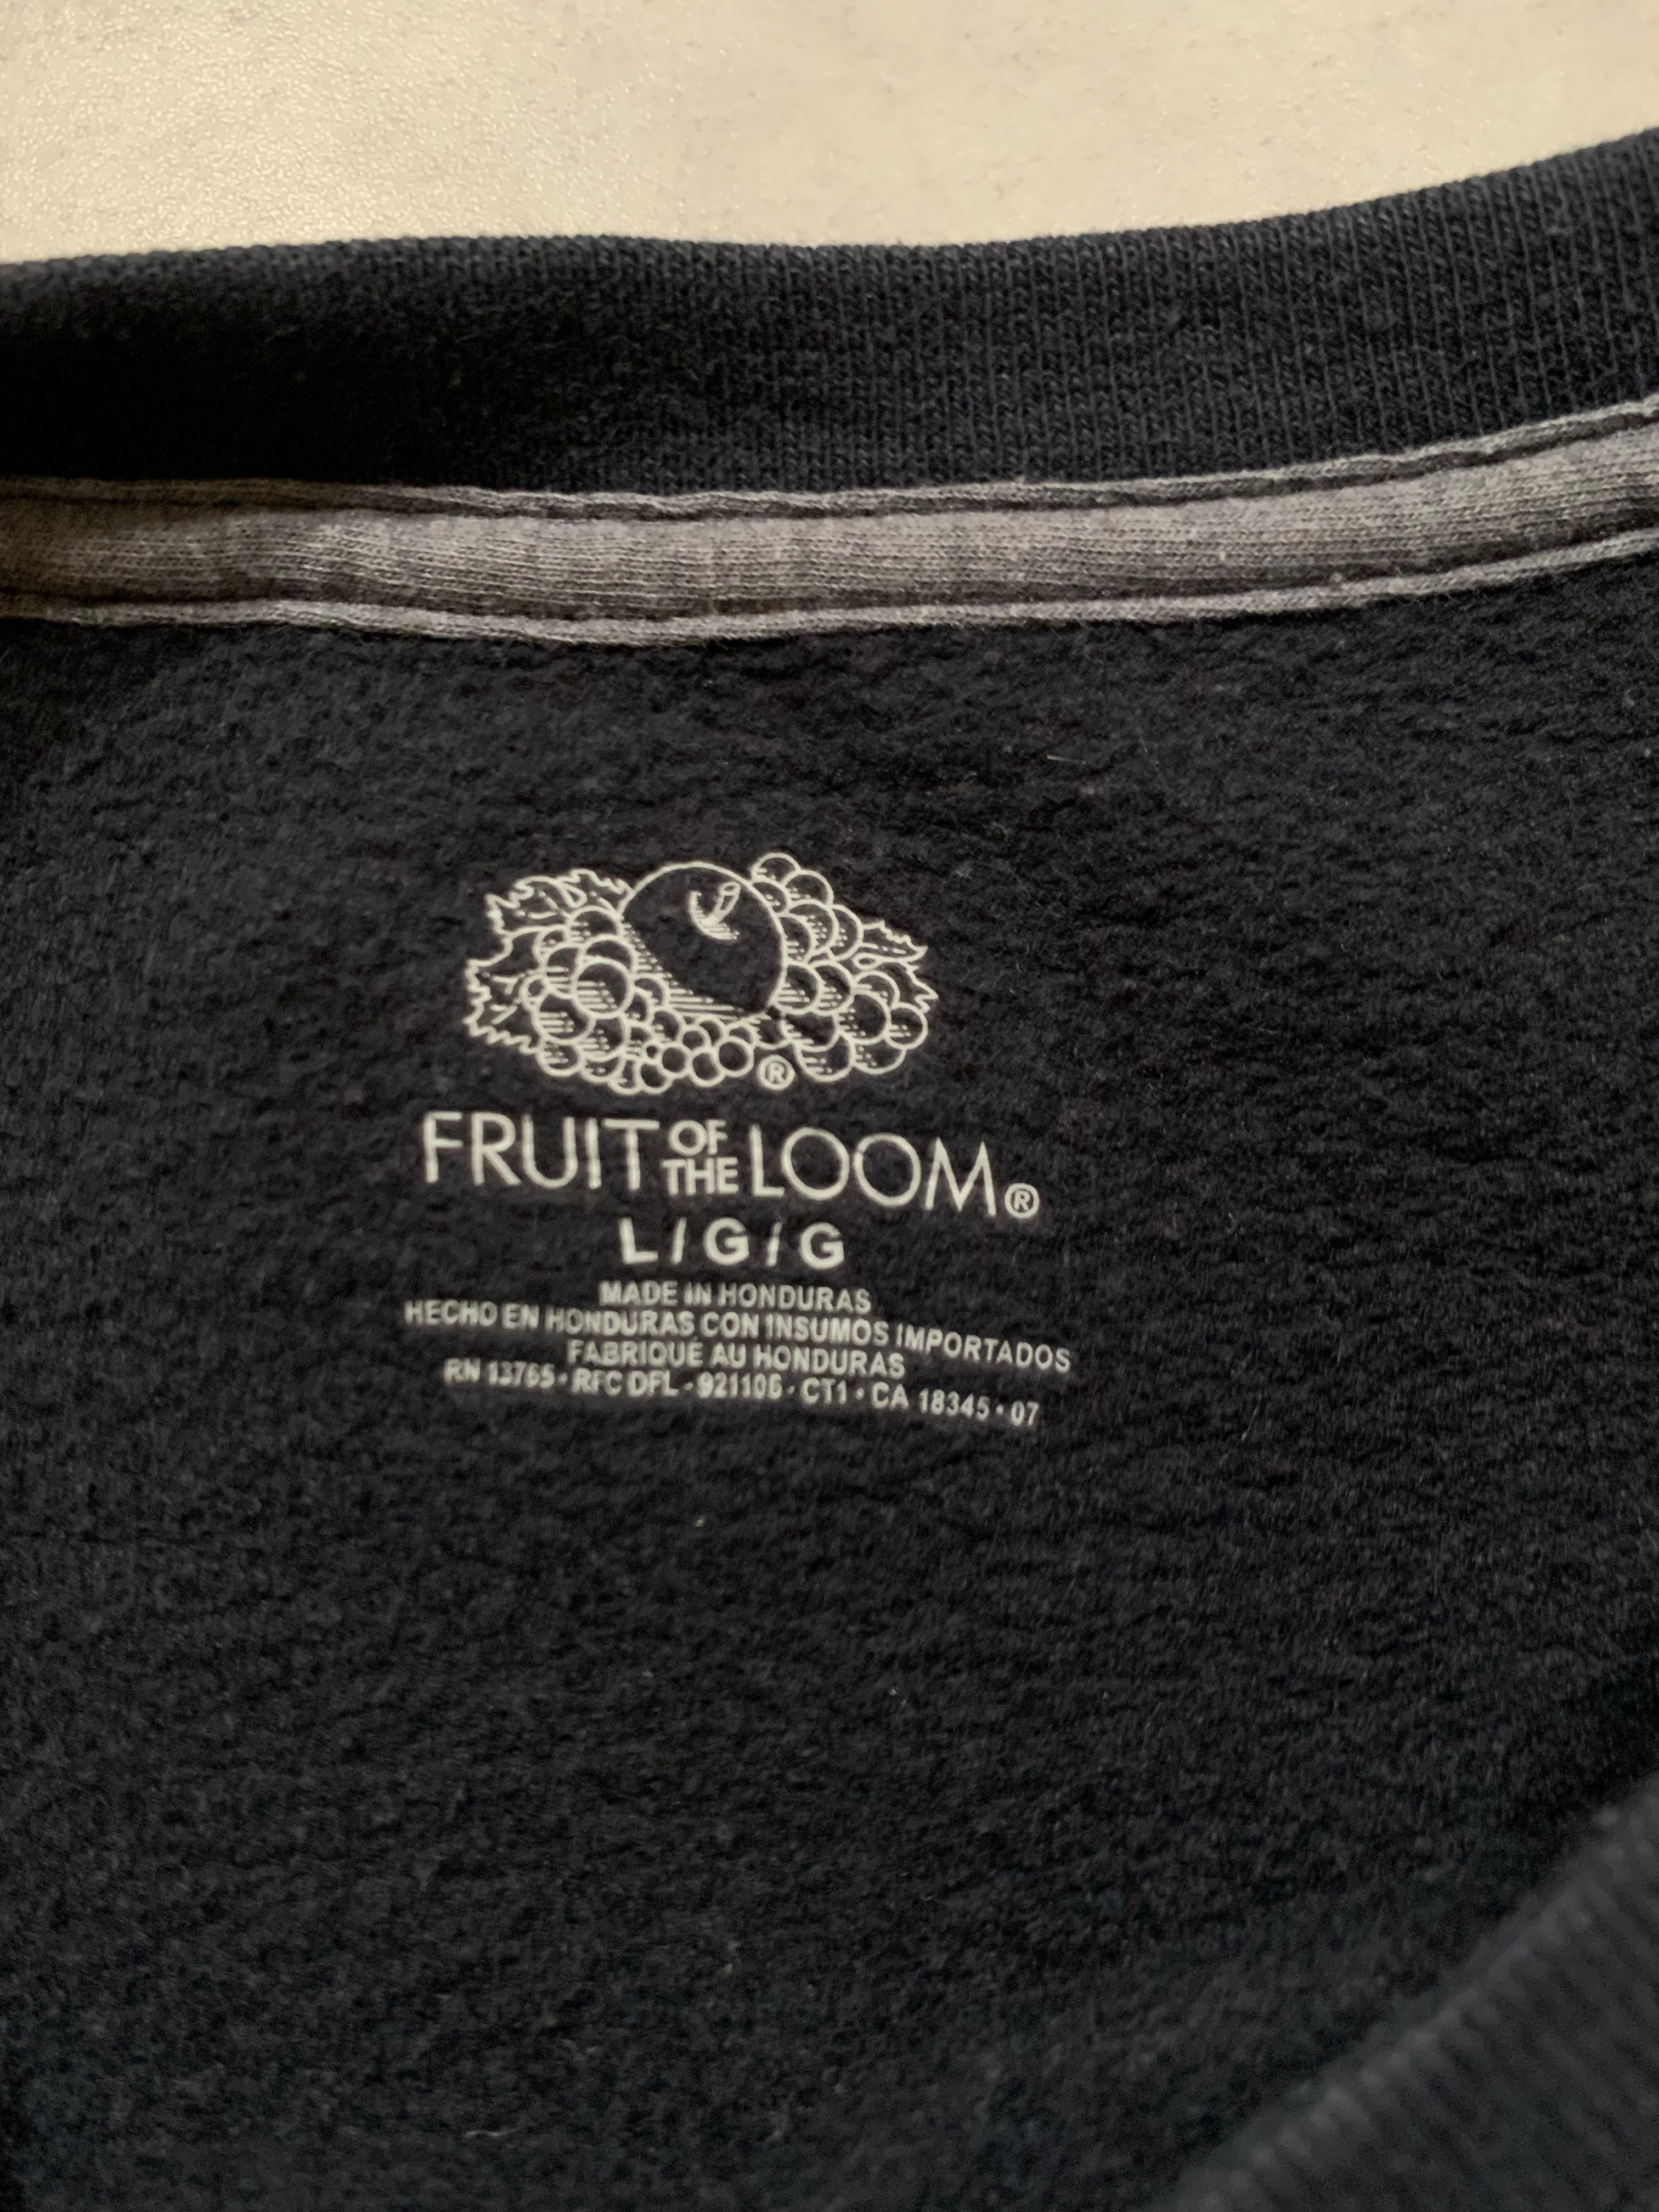 ®
FRUIT OF THE LOOM®
L / G / G
MADE IN HONDURAS
HECHO EN HONDURAS CON INSUMOS IMPORTADOS
FABRIQUÉ AU HONDURAS
RN 13765 • RFC DFL - 921106 - CT1 • CA 18345 • 07